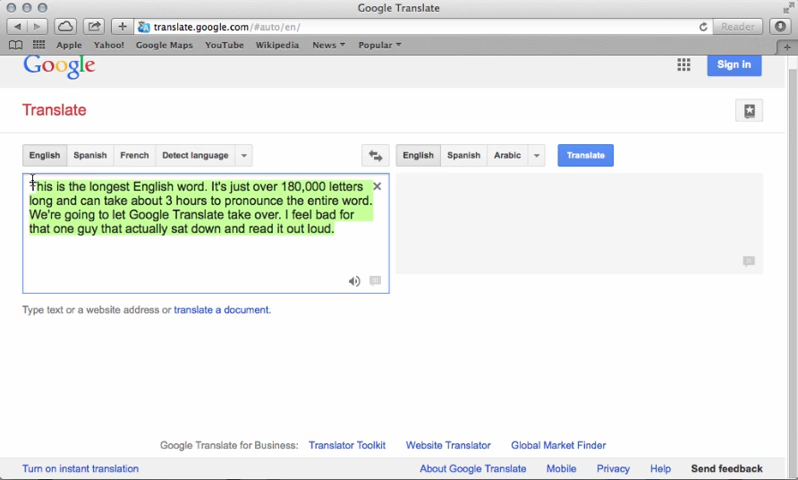 Google Translate
translate.google.com/#auto/en/
Reader
Apple Yahoo! Google Maps YouTube Wikipedia News Popular
Google
Sign in
Translate
English Spanish French Detect language
English Spanish Arabic Translate
This is the longest English word. It's just over 180,000 letters
long and can take about 3 hours to pronounce the entire word.
We're going to let Google Translate take over. I feel bad for
that one guy that actually sat down and read it out loud.
Type text or a website address or translate a document.
Google Translate for Business: Translator Toolkit Website Translator Global Market Finder
Turn on instant translation About Google Translate Mobile Privacy Help Send feedback